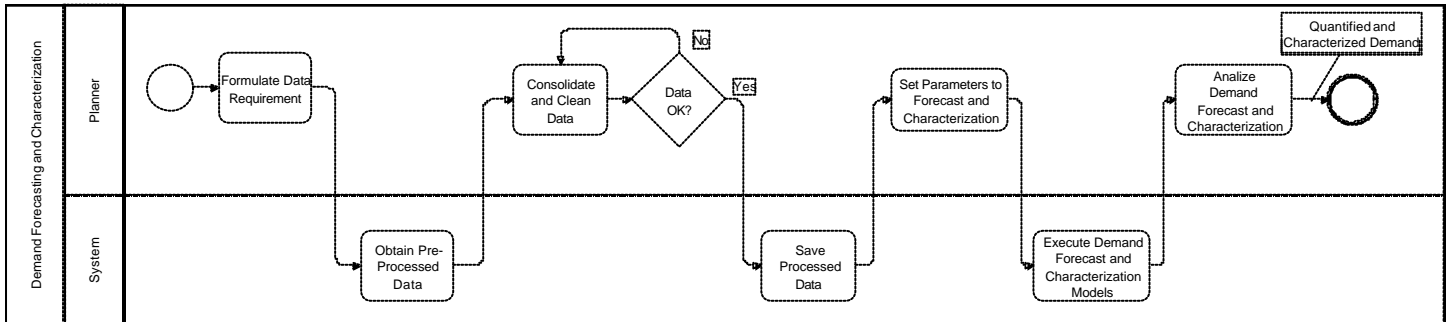 Demand Forecasting and Characterization
Planner
System
Formulate Data
Requirement
Obtain Pre-
Processed
Data
Consolidate
and Clean
Data
Data
OK?
No
Yes
Save
Processed
Data
Set Parameters to
Forecast and
Characterization
Execute Demand
Forecast and
Characterization
Models
Analize
Demand
Forecast and
Characterization
Quantified and
Characterized Demand